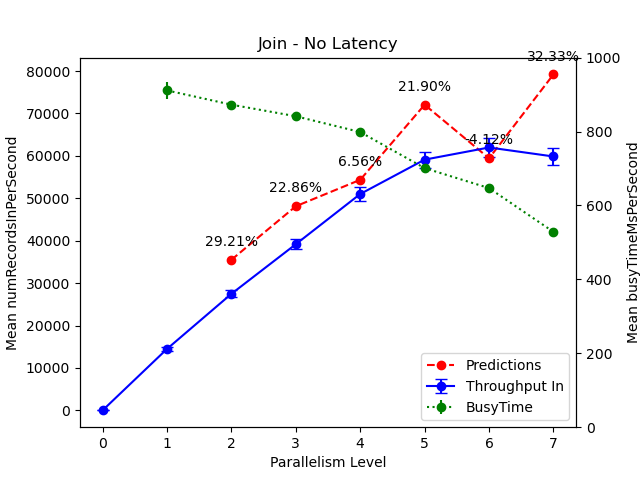 Join - No Latency
Mean numRecordsInPerSecond
80000
70000
60000
50000
40000
30000
20000
10000
0
29.21%
22.86%
6.56%
21.90%
-4.12%
32.33%
1000
800
600
400
200
0
Mean busyTimeMsPerSecond
Predictions
Throughput In
BusyTime
0 1 2 3 4 5 6 7
Parallelism Level